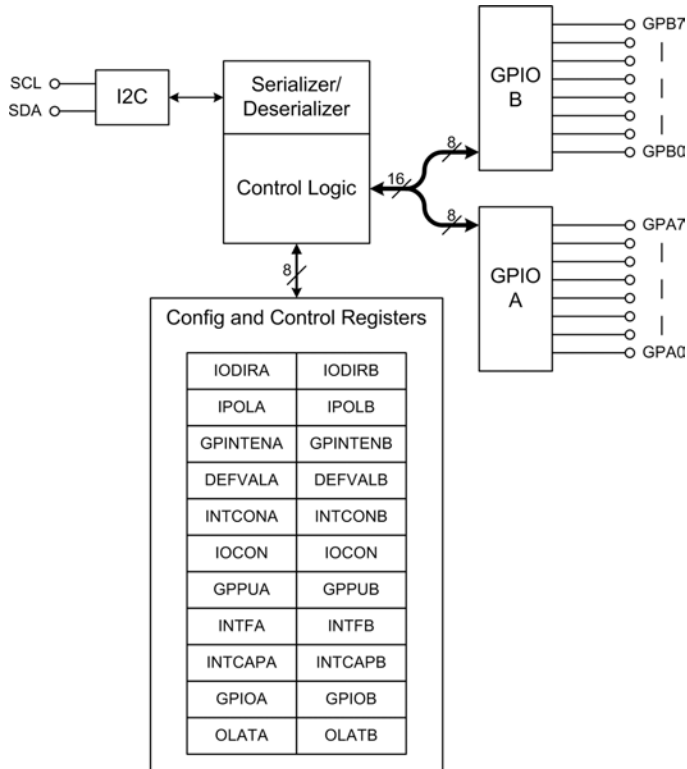 SCL
SDA
I2C
Serializer/
Deserializer
Control Logic
16
8
8
8
GPIO
B
GPB7
GPB0
GPIO
A
GPA7
GPA0
Config and Control Registers
IODIRA IODIRB
IPOLA IPOLB
GPINTENA GPINTENB
DEFVALA DEFVALB
INTCONA INTCONB
IOCON IOCON
GPPUA GPPUB
INTFA INTFB
INTCAPA INTCAPB
GPIOA GPIOB
OLATA OLATB